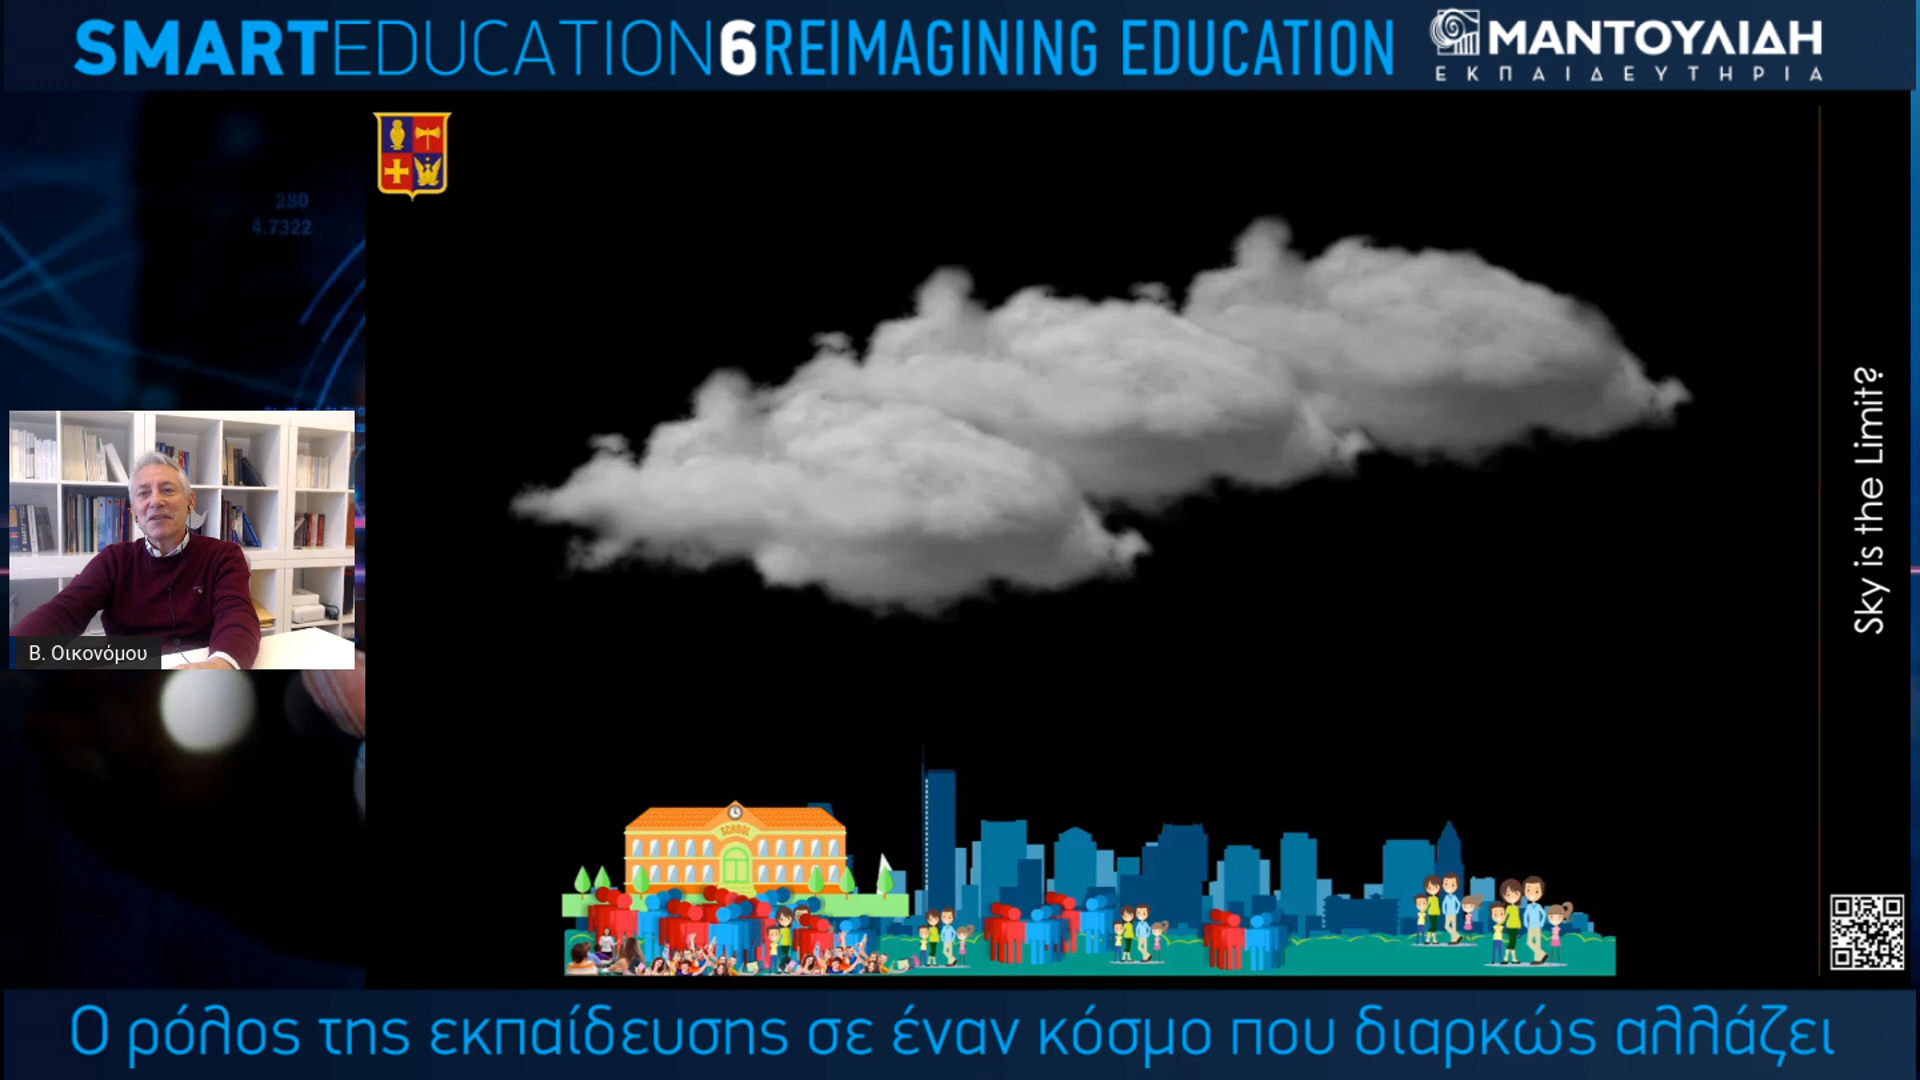 SMARTEDUCATION6REIMAGINING EDUCATION
ΜΑΝΤΟΥΛΙΔΗ
ΕΚΠΑΙΔΕΥΤΗΡΙΑ
280
4.7322
Sky is the Limit?
Β. Οικονόμου
SCHOOL
Ο ρόλος της εκπαίδευσης σε έναν κόσμο που διαρκώς αλλάζει